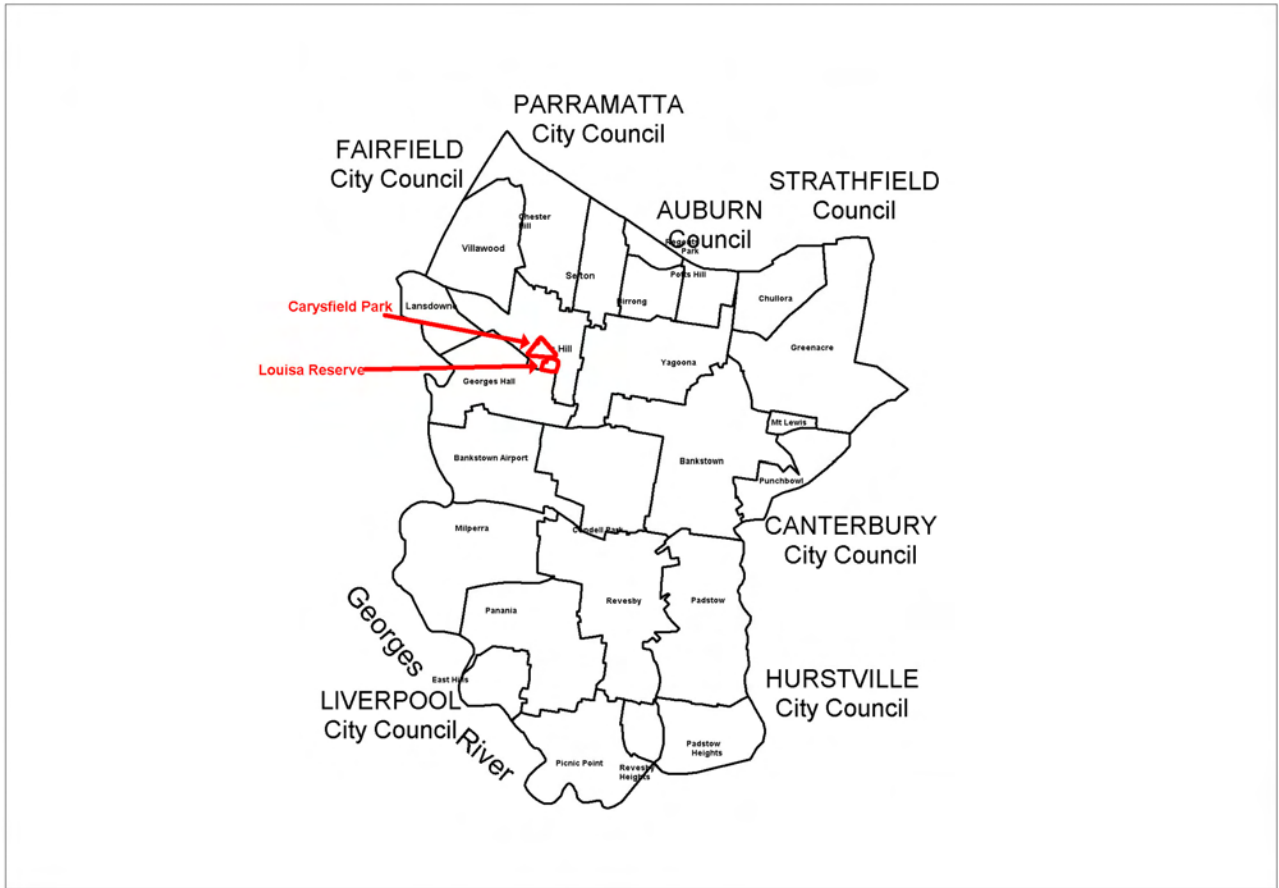 PARRAMATTA
City Council
FAIRFIELD
City Council
STRATHFIELD
Council
AUBURN
Council
Chester
Hill
Regents
Park
Villawood
Sefton
Potts Hill
Birrong
Chullora
Lansdowne
Carysfield Park
Hill
Greenacre
Yagoona
Louisa Reserve
Georges Hall
Mt Lewis
Bankstown Airport
Bankstown
Punchbowl
Milperra
Condell Park
CANTERBURY
City Council
Georges
Panania
Revesby
Padstow
East Hills
LIVERPOOL
City Council
River
HURSTVILLE
City Council
Padstow
Heights
Picnic Point
Revesby
Heights